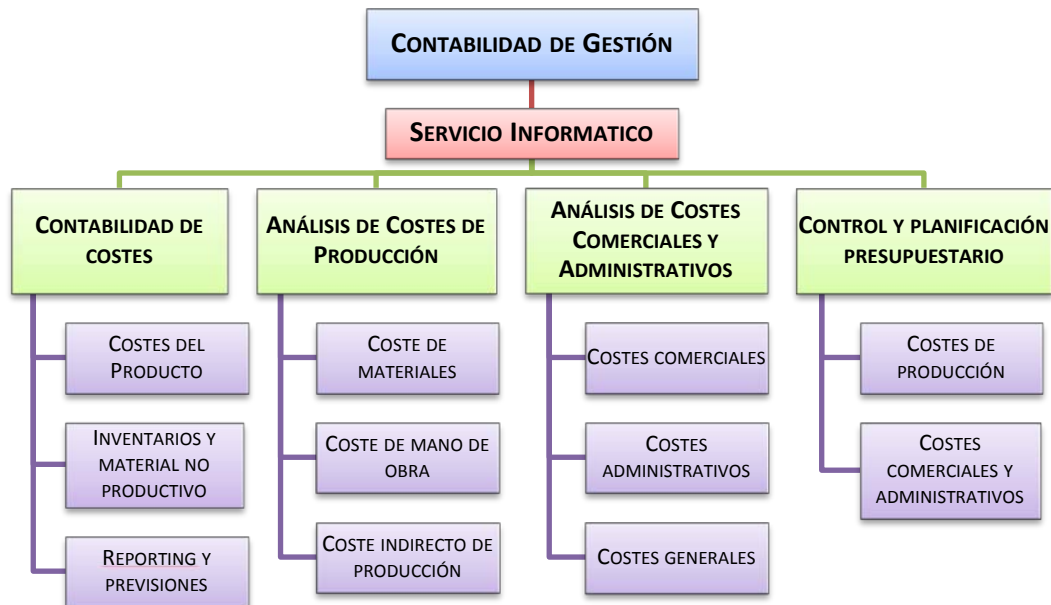 CONTABILIDAD DE GESTIÓN
SERVICIO INFORMATICO
CONTABILIDAD DE
COSTES
COSTES DEL
PRODUCTO
INVENTARIOS Y
MATERIAL NO
PRODUCTIVO
REPORTING Y
PREVISIONES
ANÁLISIS DE COSTES DE
PRODUCCIÓN
COSTE DE
MATERIALES
COSTE DE MANO DE
OBRA
COSTE INDIRECTO DE
PRODUCCIÓN
ANÁLISIS DE COSTES
COMERCIALES Y
ADMINISTRATIVOS
COSTES COMERCIALES
COSTES
ADMINISTRATIVOS
COSTES GENERALES
CONTROL Y PLANIFICACIÓN
PRESUPUESTARIO
COSTES DE
PRODUCCIÓN
COSTES
COMERCIALES Y
ADMINISTRATIVOS